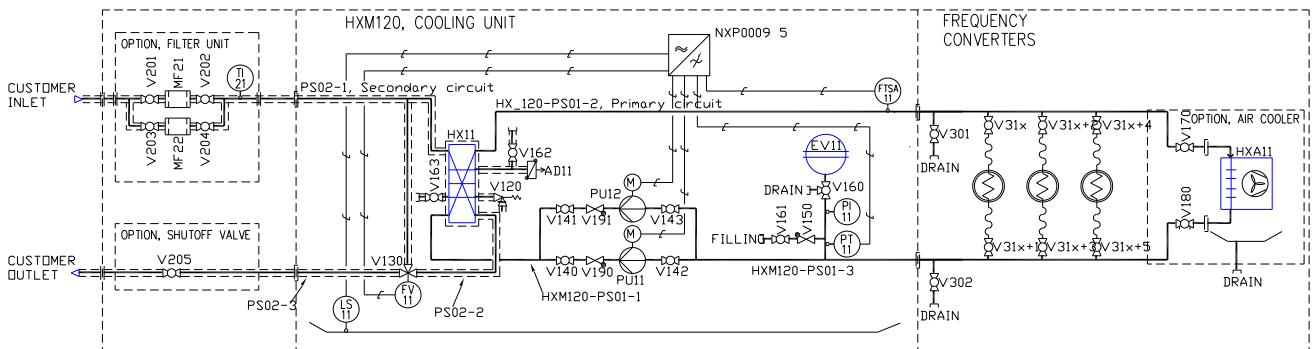 HXM120, COOLING UNIT
FREQUENCY
CONVERTERS
NXP0009 5
OPTION, FILTER UNIT
V201
MF21
V202
TI
21
CUSTOMER
INLET
PS02-1, Secondary circuit
HX_120-PS01-2, Primary circuit
FTSA
11
V203
MF22
V204
HX11
V162
V163
AD11
V120
EV11
V301
DRAIN
V31x
V31x+2
V31x+4
V170
OPTION, AIR COOLER
HXA11
M
PU12
DRAIN
V160
V141
V191
V143
V161
V150
PI
11
V180
OPTION, SHUTOFF VALVE
M
FILLING
PT
11
V31x+1
V31x+3
V31x+5
CUSTOMER
OUTLET
V205
V130
V140
V190
PU11
V142
HXM120-PS01-3
V302
DRAIN
FV
11
PS02-3
LS
11
PS02-2
HXM120-PS01-1
DRAIN